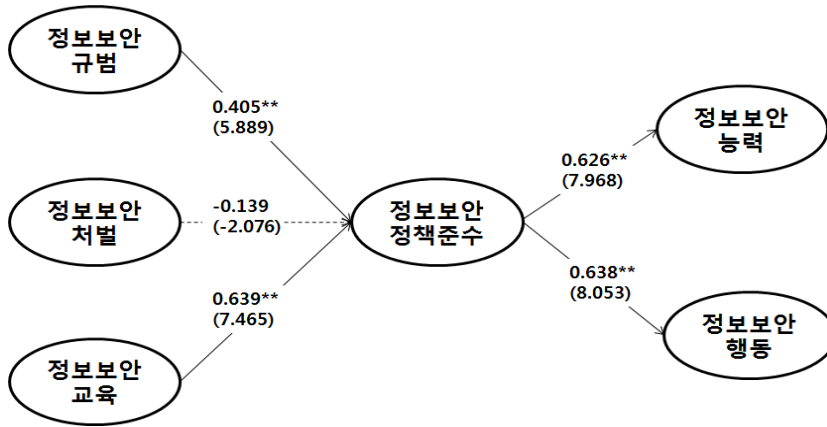 정보보안
규범
0.405**
(5.889)
정보보안
처벌
-0.139
(-2.076)
정보보안
교육
0.639**
(7.465)
정보보안
정책준수
0.626**
(7.968)
정보보안
능력
0.638**
(8.053)
정보보안
행동